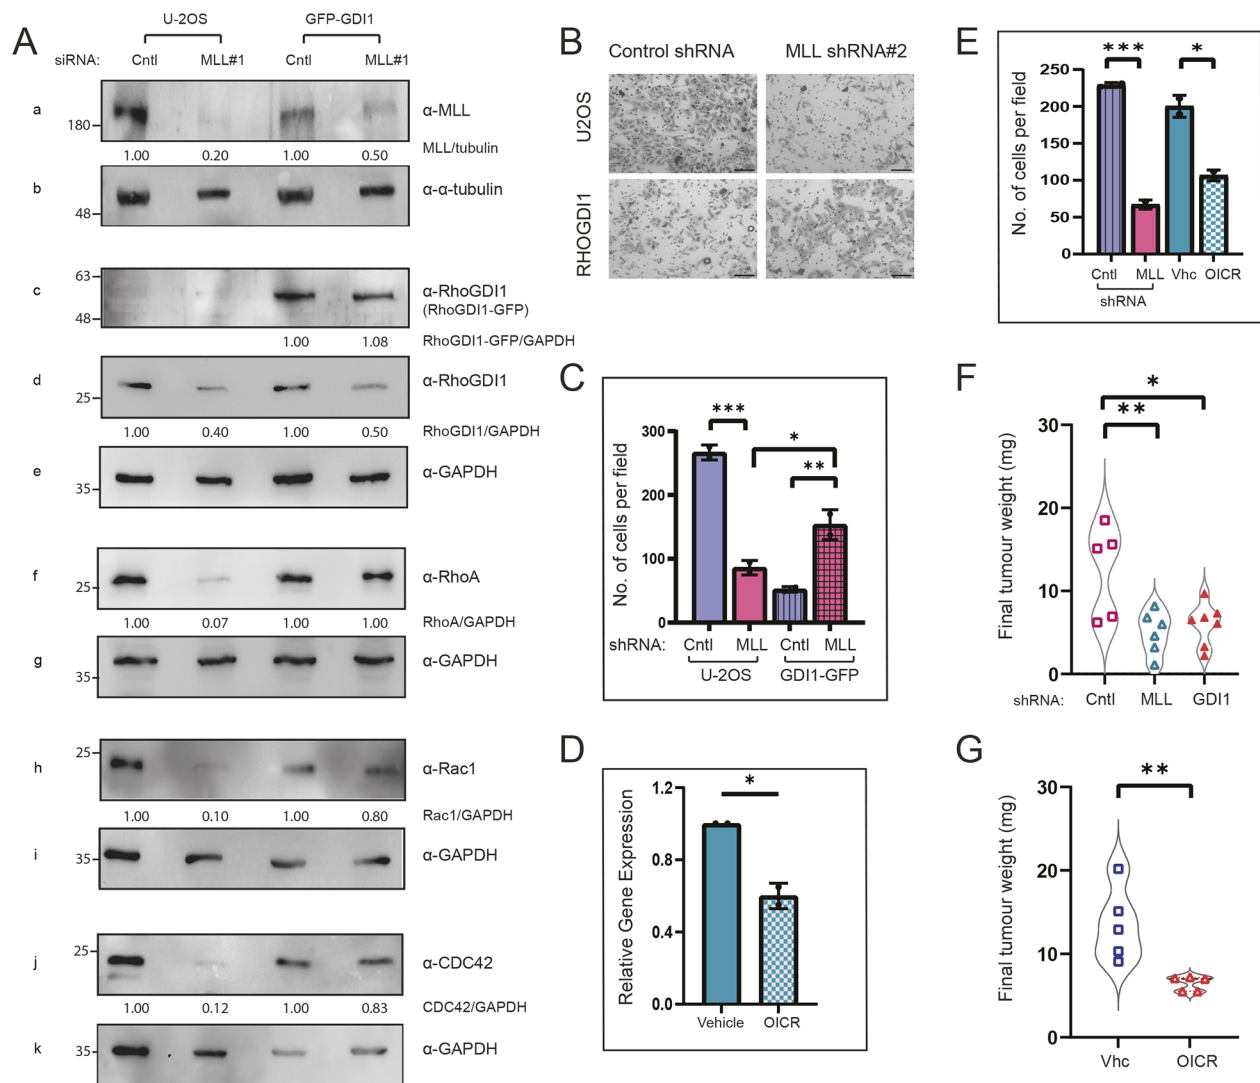 A
U-2OS GFP-GDI1
siRNA: Cntl MLL#1 Cntl MLL#1
a 180 α-MLL
1.00 0.20 1.00 0.50 MLL/tubulin
b 48 α-α-tubulin
c 63 48 α-RhoGDI1
(RhoGDI1-GFP)
1.00 1.08 RhoGDI1-GFP/GAPDH
d 25 α-RhoGDI1
1.00 0.40 1.00 0.50 RhoGDI1/GAPDH
e 35 α-GAPDH
f 25 α-RhoA
1.00 0.07 1.00 1.00 RhoA/GAPDH
g 35 α-GAPDH
h 25 α-Rac1
1.00 0.10 1.00 0.80 Rac1/GAPDH
i 35 α-GAPDH
j 25 α-CDC42
1.00 0.12 1.00 0.83 CDC42/GAPDH
k 35 α-GAPDH
B
Control shRNA MLL shRNA#2
U2OS
RHOGDI1
C
No. of cells per field
300
200
100
0
***
*
**
shRNA: Cntl MLL Cntl MLL
U-2OS GDI1-GFP
D
Relative Gene Expression
1.2
0.8
0.4
0.0
*
Vehicle OICR
E
No. of cells per field
250
200
150
100
50
0
*** *
Cntl MLL Vhc OICR
shRNA
F
Final tumour weight (mg)
30
20
10
0
*
**
shRNA: Cntl MLL GDI1
G
Final tumour weight (mg)
30
20
10
0
**
Vhc OICR